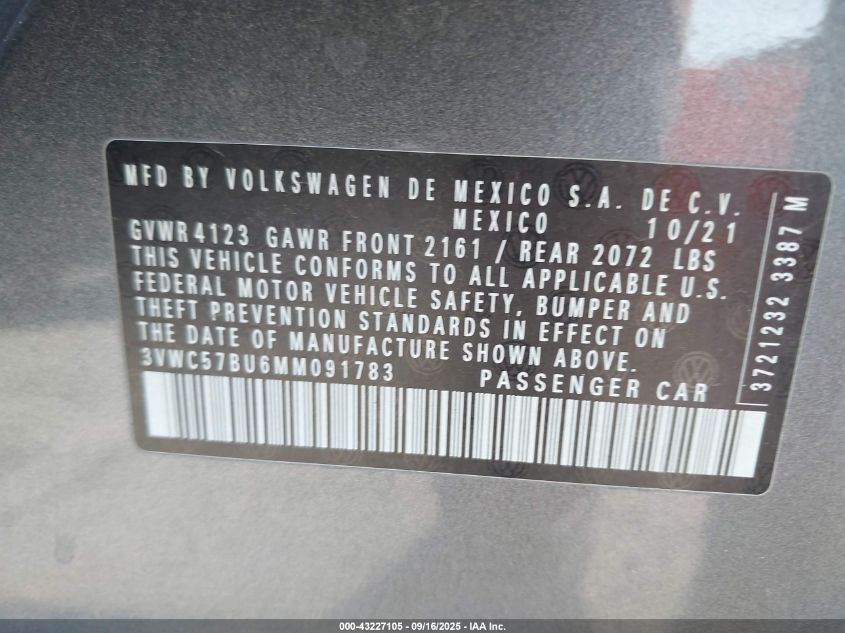 MFD BY VOLKSWAGEN DE MEXICO S.A. DE C.V.
MEXICO 10/21
GVWR 4123 GAWR FRONT 2161 / REAR 2072 LBS
THIS VEHICLE CONFORMS TO ALL APPLICABLE U.S.
FEDERAL MOTOR VEHICLE SAFETY, BUMPER AND
THEFT PREVENTION STANDARDS IN EFFECT ON
THE DATE OF MANUFACTURE SHOWN ABOVE.
3VWC57BU6MM091783 PASSENGER CAR
3721232 3387 M
000-43227105 - 09/16/2025 - IAA Inc.